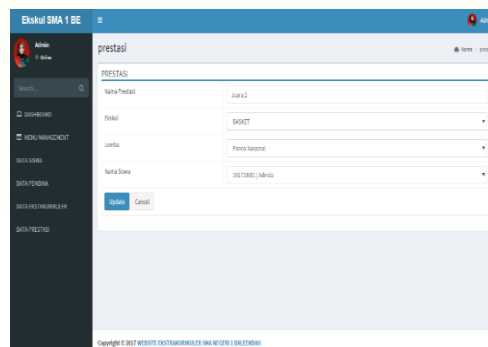 Ekskul SMA 1 BE
Admin
Online
Search...
DASHBOARD
MENU MANAGEMENT
DATA SISWA
DATA PEMBINA
DATA EKSTRAKURIKULER
DATA PRESTASI
prestasi
Home
PRESTASI
Nama Prestasi
Juara 2
Ekskul
BASKET
Lomba
Porseo Nasional
Nama Siswa
| Adinda
Update Cancel
Copyright © 2017 WEBSITE EKSTRAKURIKULER SMA NEGERI 1 BALEENDAH